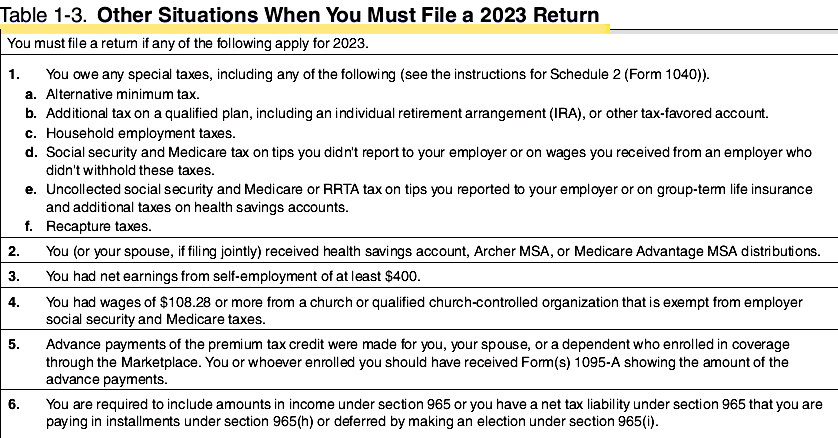 Table 1-3. Other Situations When You Must File a 2023 Return
You must file a return if any of the following apply for 2023.
1. You owe any special taxes, including any of the following (see the instructions for Schedule 2 (Form 1040)).
a. Alternative minimum tax.
b. Additional tax on a qualified plan, including an individual retirement arrangement (IRA), or other tax-favored account.
c. Household employment taxes.
d. Social security and Medicare tax on tips you didn't report to your employer or on wages you received from an employer who
didn't withhold these taxes.
e. Uncollected social security and Medicare or RRTA tax on tips you reported to your employer or on group-term life insurance
and additional taxes on health savings accounts.
f. Recapture taxes.
2. You (or your spouse, if filing jointly) received health savings account, Archer MSA, or Medicare Advantage MSA distributions.
3. You had net earnings from self-employment of at least $400.
4. You had wages of $108.28 or more from a church or qualified church-controlled organization that is exempt from employer
social security and Medicare taxes.
5. Advance payments of the premium tax credit were made for you, your spouse, or a dependent who enrolled in coverage
through the Marketplace. You or whoever enrolled you should have received Form(s) 1095-A showing the amount of the
advance payments.
6. You are required to include amounts in income under section 965 or you have a net tax liability under section 965 that you are
paying in installments under section 965(h) or deferred by making an election under section 965(i).